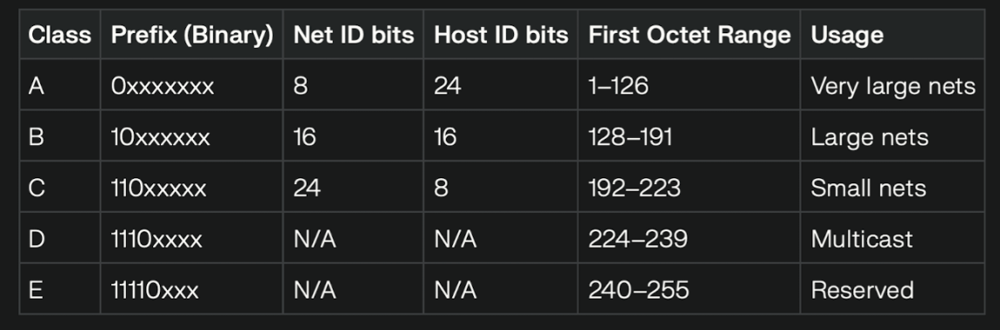 Class Prefix (Binary) Net ID bits Host ID bits First Octet Range Usage
A 0xxxxxxx 8 24 1–126 Very large nets
B 10xxxxxx 16 16 128–191 Large nets
C 110xxxxx 24 8 192–223 Small nets
D 1110xxxx N/A N/A 224–239 Multicast
E 11110xxx N/A N/A 240–255 Reserved